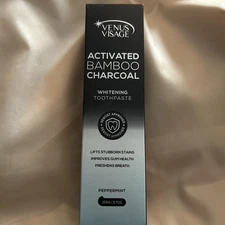 VENUS
VISAGE
ACTIVATED
BAMBOO
CHARCOAL
WHITENING
TOOTHPASTE
LIFTS STUBBORN STAINS
IMPROVES GUM HEALTH
FRESHENS BREATH
PEPPERMINT